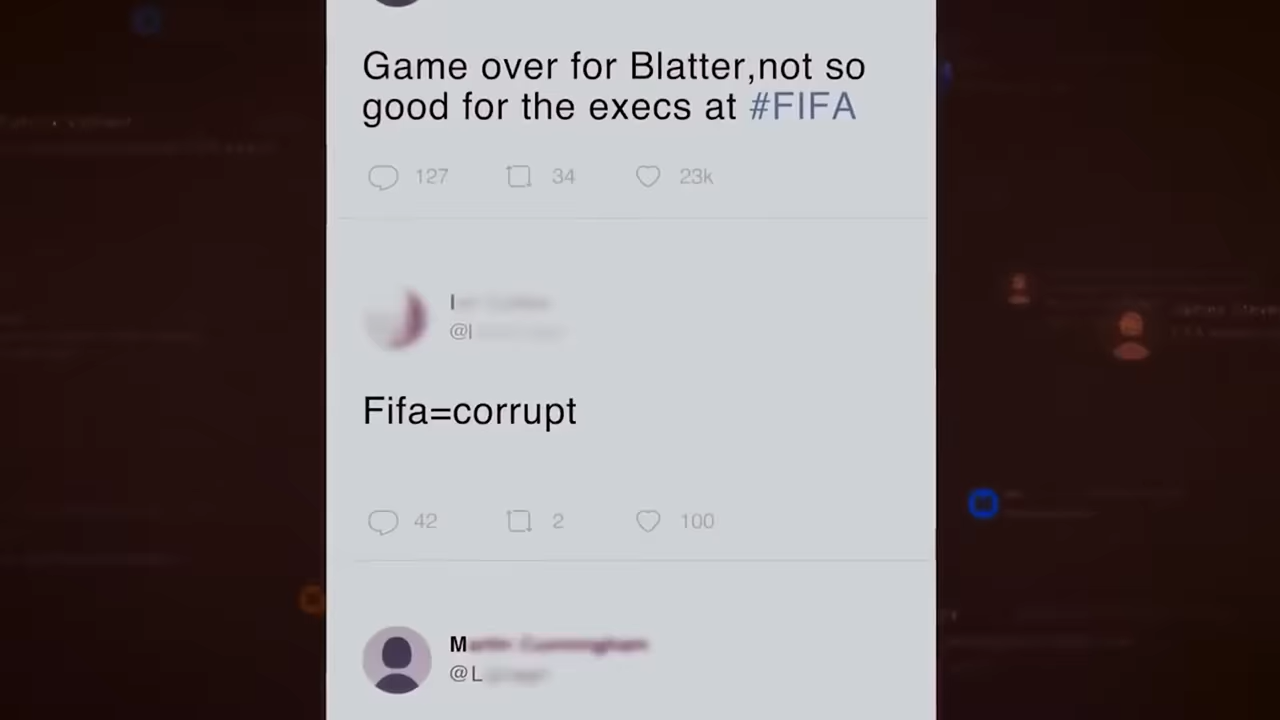 Game over for Blatter,not so
good for the execs at #FIFA
127 34 23k
I
@I
Fifa=corrupt
42 2 100
M
@L